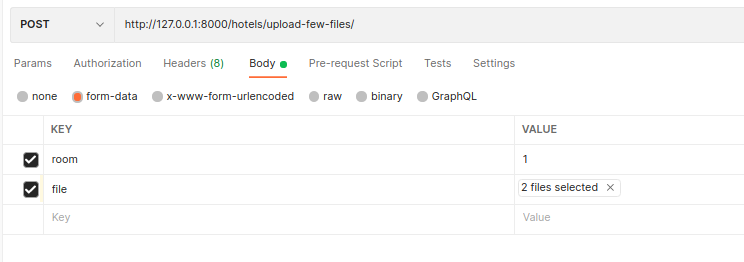 POST http://127.0.0.1:8000/hotels/upload-few-files/
Params Authorization Headers (8) Body Pre-request Script Tests Settings
none form-data x-www-form-urlencoded raw binary GraphQL
KEY VALUE
room 1
file 2 files selected ×
Key Value